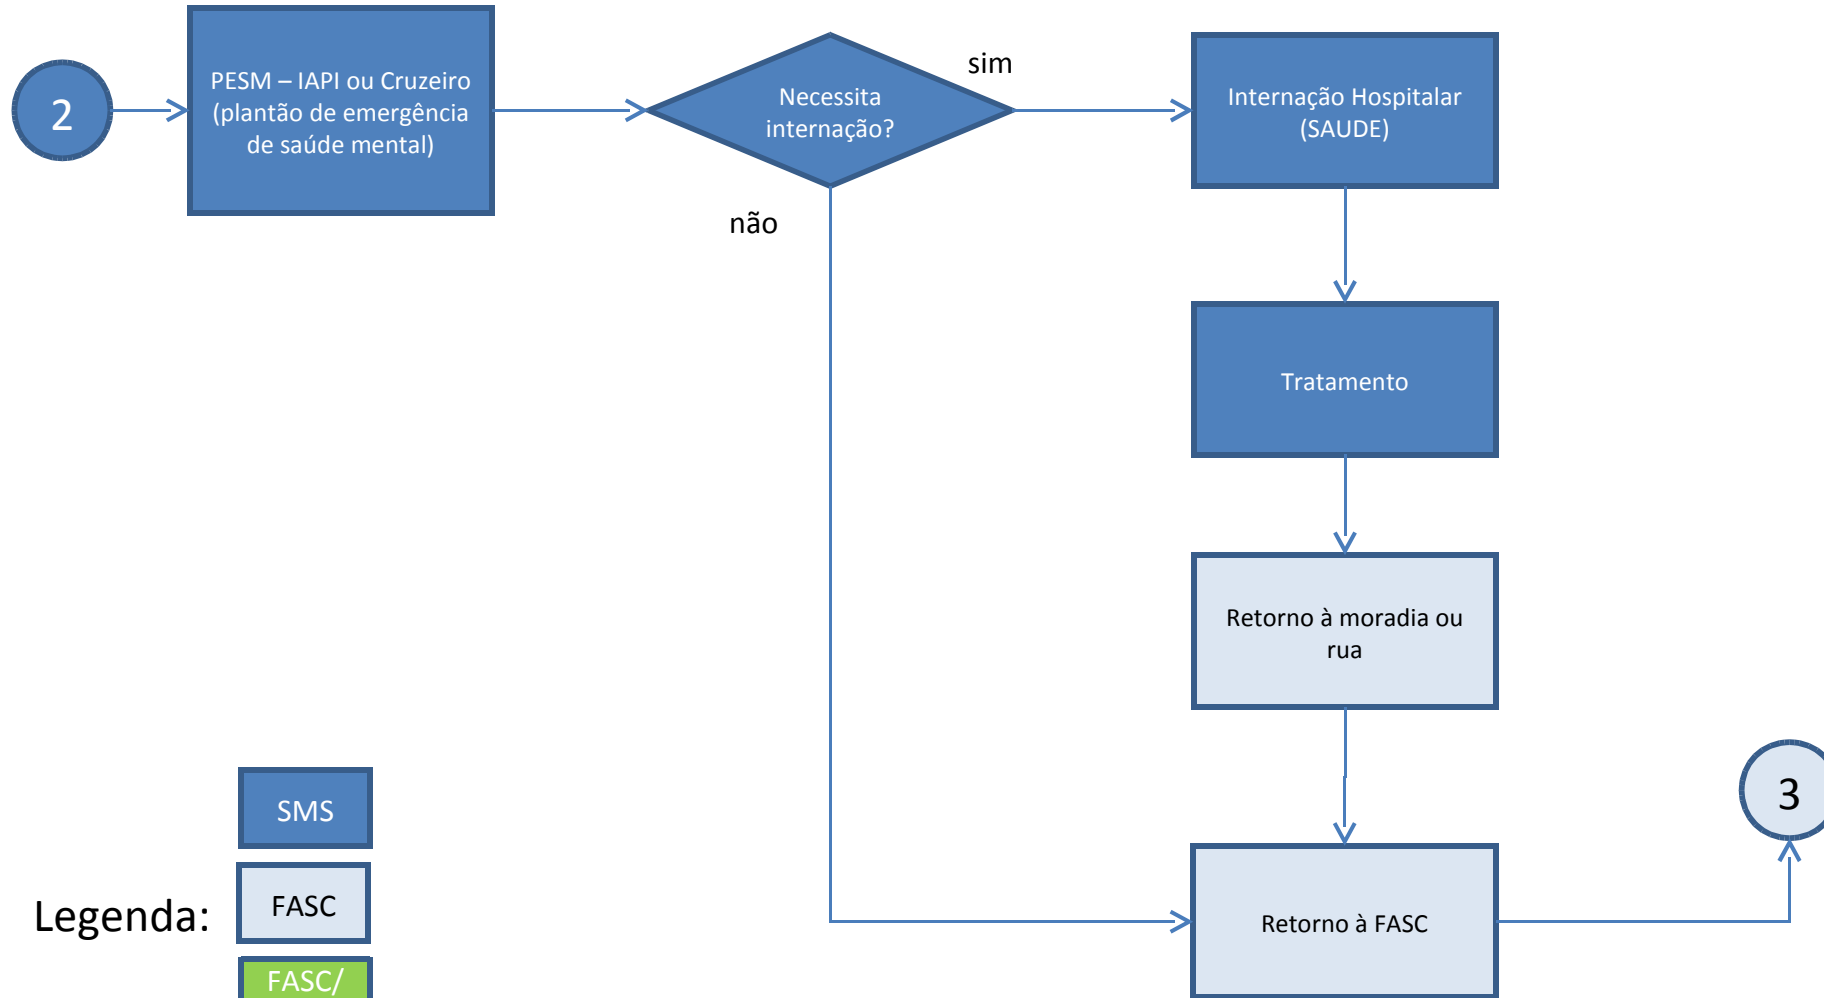 2
PESM – IAPI ou Cruzeiro
(plantão de emergência
de saúde mental)
Necessita
internação?
sim
não
Internação Hospitalar
(SAUDE)
Tratamento
Retorno à moradia ou
rua
Retorno à FASC
3
Legenda:
SMS
FASC
FASC/